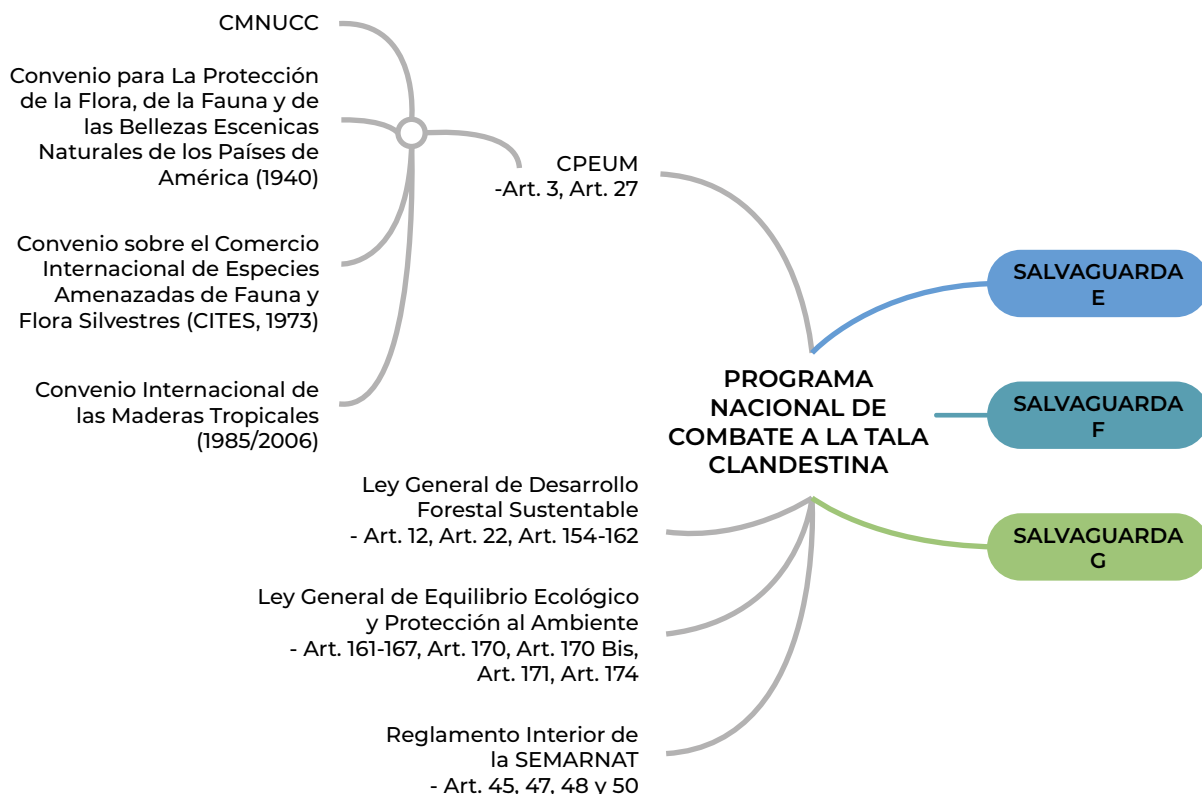 CMNUCC
Convenio para La Protección
de la Flora, de la Fauna y de
las Bellezas Escenicas
Naturales de los Países de
América (1940)
Convenio sobre el Comercio
Internacional de Especies
Amenazadas de Fauna y
Flora Silvestres (CITES, 1973)
Convenio Internacional de
las Maderas Tropicales
(1985/2006)
CPEUM
-Art. 3, Art. 27
PROGRAMA
NACIONAL DE
COMBATE A LA TALA
CLANDESTINA
Ley General de Desarrollo
Forestal Sustentable
- Art. 12, Art. 22, Art. 154-162
Ley General de Equilibrio Ecológico
y Protección al Ambiente
- Art. 161-167, Art. 170, Art. 170 Bis,
Art. 171, Art. 174
Reglamento Interior de
la SEMARNAT
- Art. 45, 47, 48 y 50
SALVAGUARDA
E
SALVAGUARDA
F
SALVAGUARDA
G